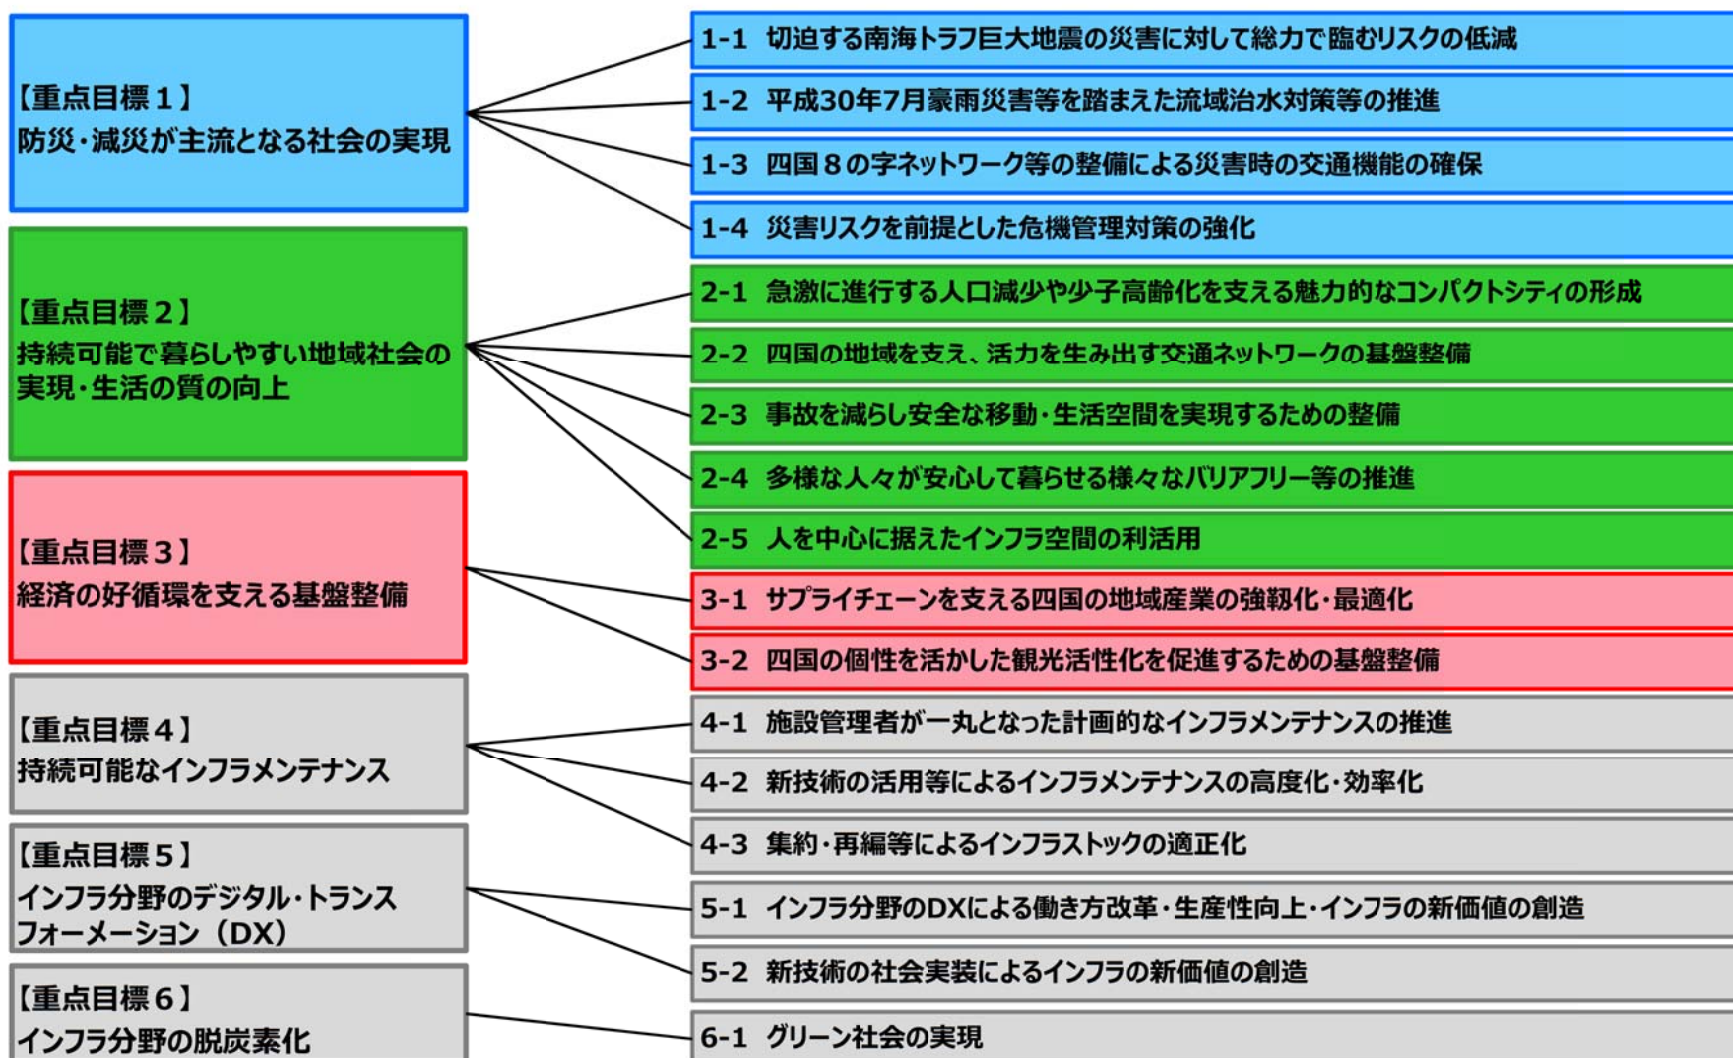 【重点目標１】
防災・減災が主流となる社会の実現
1-1 切迫する南海トラフ巨大地震の災害に対して総力で臨むリスクの低減
1-2 平成30年7月豪雨災害等を踏まえた流域治水対策等の推進
1-3 四国８の字ネットワーク等の整備による災害時の交通機能の確保
1-4 災害リスクを前提とした危機管理対策の強化
【重点目標２】
持続可能で暮らしやすい地域社会の
実現・生活の質の向上
2-1 急激に進行する人口減少や少子高齢化を支える魅力的なコンパクトシティの形成
2-2 四国の地域を支え、活力を生み出す交通ネットワークの基盤整備
2-3 事故を減らし安全な移動・生活空間を実現するための整備
2-4 多様な人々が安心して暮らせる様々なバリアフリー等の推進
2-5 人を中心に据えたインフラ空間の利活用
【重点目標３】
経済の好循環を支える基盤整備
3-1 サプライチェーンを支える四国の地域産業の強靱化・最適化
3-2 四国の個性を活かした観光活性化を促進するための基盤整備
【重点目標４】
持続可能なインフラメンテナンス
4-1 施設管理者が一丸となった計画的なインフラメンテナンスの推進
4-2 新技術の活用等によるインフラメンテナンスの高度化・効率化
4-3 集約・再編等によるインフラストックの適正化
【重点目標５】
インフラ分野のデジタル・トランス
フォーメーション（DX）
5-1 インフラ分野のDXによる働き方改革・生産性向上・インフラの新価値の創造
5-2 新技術の社会実装によるインフラの新価値の創造
【重点目標６】
インフラ分野の脱炭素化
6-1 グリーン社会の実現